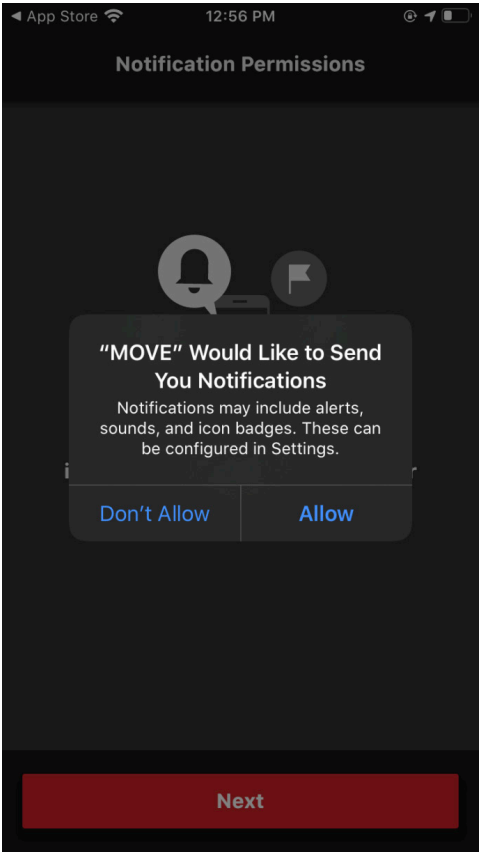 App Store
12:56 PM
Notification Permissions
“MOVE” Would Like to Send
You Notifications
Notifications may include alerts,
sounds, and icon badges. These can
be configured in Settings.
Don’t Allow
Allow
Next